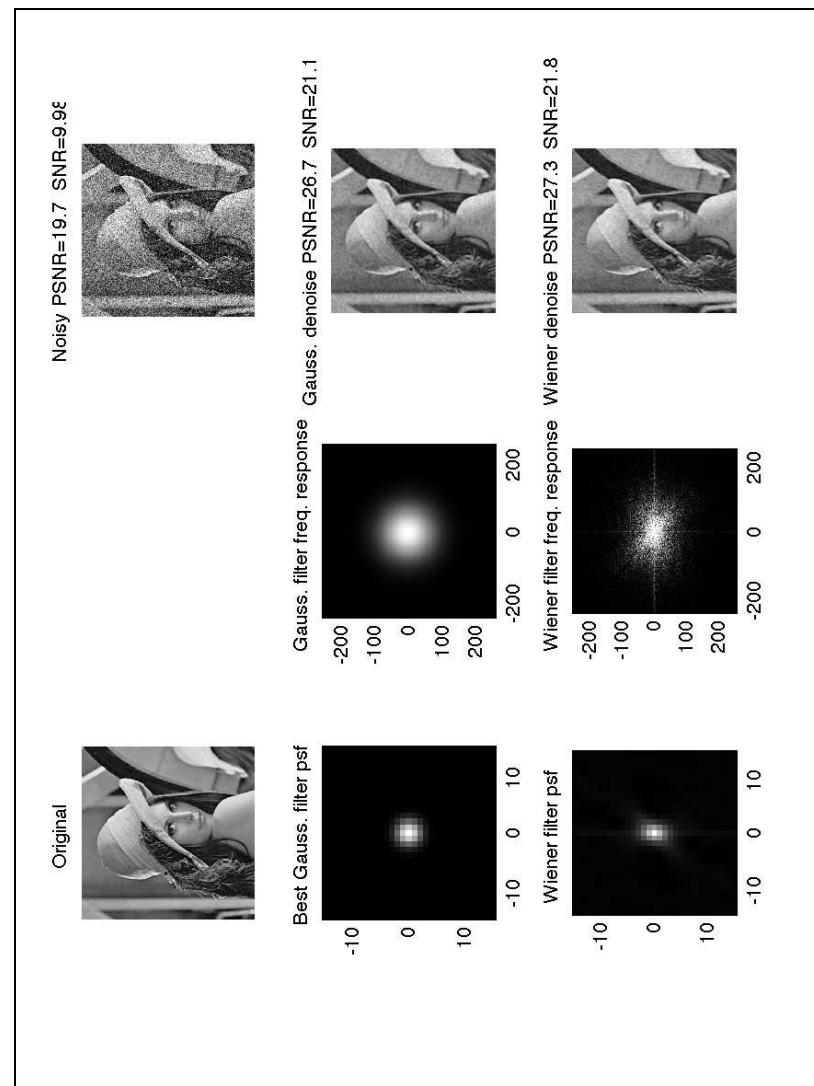 Original
Noisy PSNR=19.7 SNR=9.98
Best Gauss. filter psf
-10
0
10
-10 0 10
Gauss. filter freq. response
-200
-100
0
100
200
-200 0 200
Gauss. denoise PSNR=26.7 SNR=21.1
Wiener filter psf
-10
0
10
-10 0 10
Wiener filter freq. response
-200
-100
0
100
200
-200 0 200
Wiener denoise PSNR=27.3 SNR=21.8